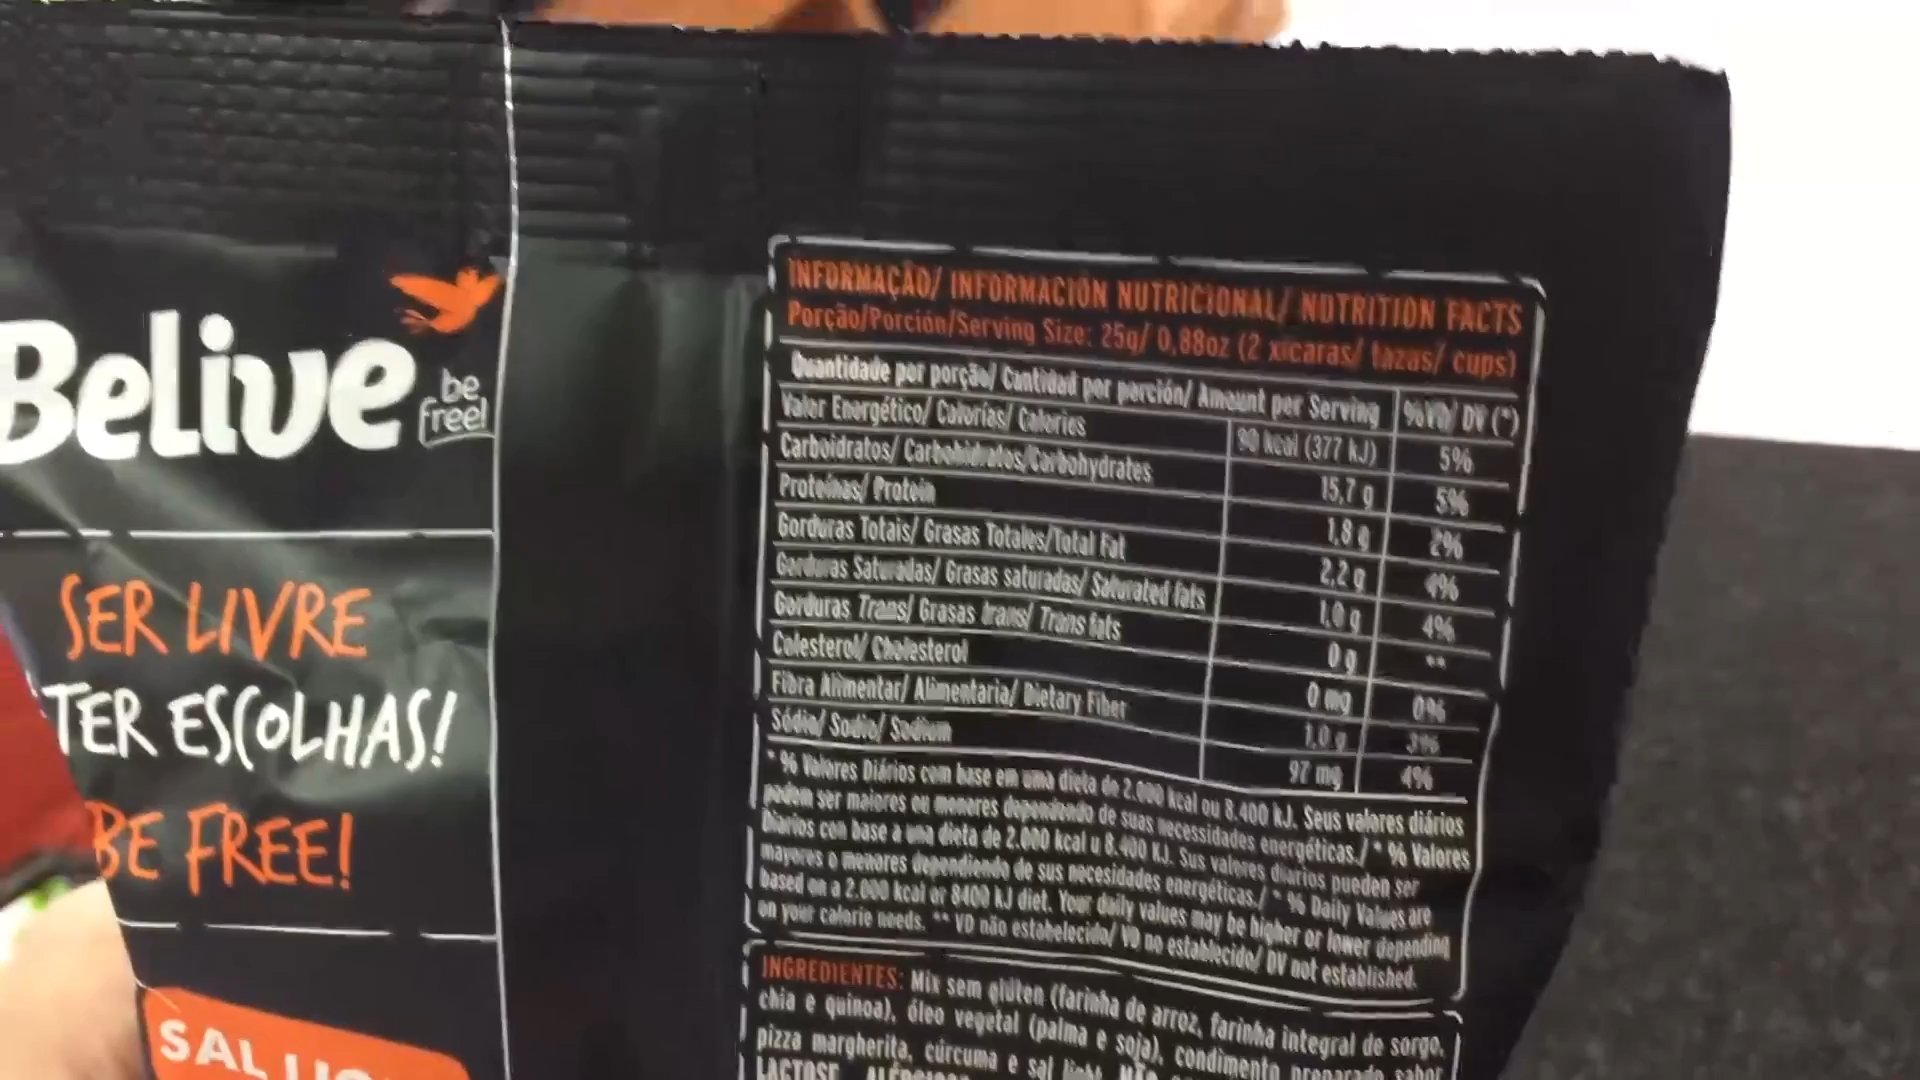 BeLive
be
free!
SER LIVRE
TER ESCOLHAS!
BE FREE!
SAL LIG
INFORMAÇÃO/ INFORMACIÓN NUTRICIONAL/ NUTRITION FACTS
Porção/Porción/Serving Size: 25g/ 0,88oz (2 xícaras/ tazas/ cups)
Quantidade por porção/ Cantidad por porción/ Amount per Serving %VD/ DV (*)
Valor Energético/ Calorías/ Calories 90 kcal (377 kJ) 5%
Carboidratos/ Carbohidratos/Carbohydrates 15,7 g 5%
Proteínas/ Protein 1,8 g 2%
Gorduras Totais/ Grasas Totales/Total Fat 2,2 g 4%
Gorduras Saturadas/ Grasas saturadas/ Saturated fats 1,0 g 4%
Gorduras Trans/ Grasas trans/ Trans fats 0 g **
Colesterol/ Cholesterol 0 mg 0%
Fibra Alimentar/ Alimentaria/ Dietary Fiber 1,0 g 3%
Sódio/ Sodio/ Sodium 97 mg 4%
* % Valores Diários com base em uma dieta de 2.000 kcal ou 8.400 kJ. Seus valores diários
podem ser maiores ou menores dependendo de suas necessidades energéticas./ * % Valores
Diarios con base a una dieta de 2.000 kcal u 8.400 KJ. Sus valores diarios pueden ser
mayores o menores dependiendo de sus necesidades energéticas./ * % Daily Values are
based on a 2.000 kcal or 8400 kJ diet. Your daily values may be higher or lower depending
on your calorie needs. ** VD não estabelecido/ VD no establecido/ DV not established.
INGREDIENTES: Mix sem glúten (farinha de arroz, farinha integral de sorgo,
chia e quinoa), óleo vegetal (palma e soja), condimento preparado sabor
pizza margherita, cúrcuma e sal light. NÃO
LACTOSE.